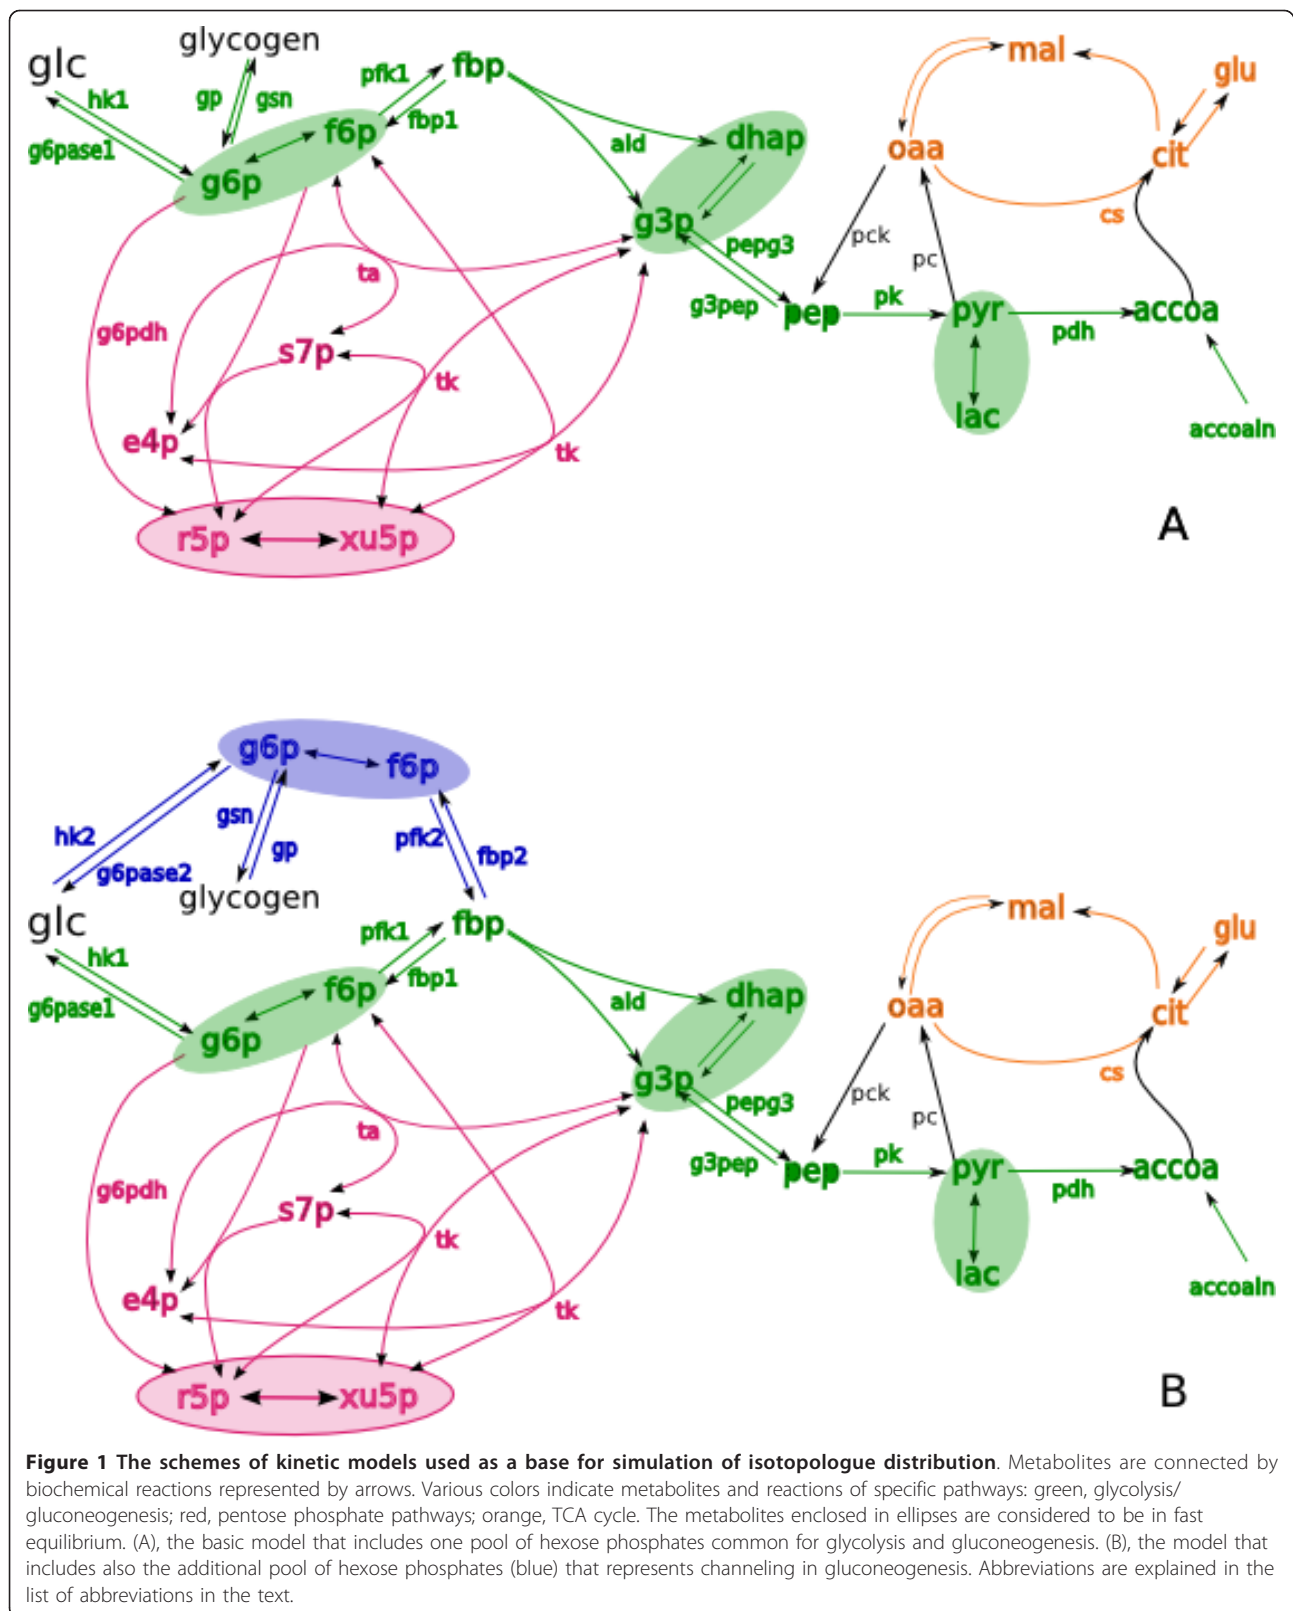 glycogen
glc
hk1
g6pase1
gp
gsn
pfk1
fbp
fbp1
f6p
g6p
ald
dhap
g3p
pepg3
g3pep
mal
glu
oaa
cit
cs
pck
pc
pep
pk
pyr
pdh
accoa
lac
accoaIn
ta
g6pdh
s7p
tk
e4p
tk
r5p
xu5p
A
g6p
f6p
hk2
g6pase2
gsn
gp
pfk2
fbp2
glycogen
glc
hk1
g6pase1
pfk1
fbp
fbp1
f6p
g6p
ald
dhap
g3p
pepg3
g3pep
mal
glu
oaa
cit
cs
pck
pc
pep
pk
pyr
pdh
accoa
lac
accoaIn
ta
g6pdh
s7p
tk
e4p
tk
r5p
xu5p
B
Figure 1 The schemes of kinetic models used as a base for simulation of isotopologue distribution. Metabolites are connected by
biochemical reactions represented by arrows. Various colors indicate metabolites and reactions of specific pathways: green, glycolysis/
gluconeogenesis; red, pentose phosphate pathways; orange, TCA cycle. The metabolites enclosed in ellipses are considered to be in fast
equilibrium. (A), the basic model that includes one pool of hexose phosphates common for glycolysis and gluconeogenesis. (B), the model that
includes also the additional pool of hexose phosphates (blue) that represents channeling in gluconeogenesis. Abbreviations are explained in the
list of abbreviations in the text.